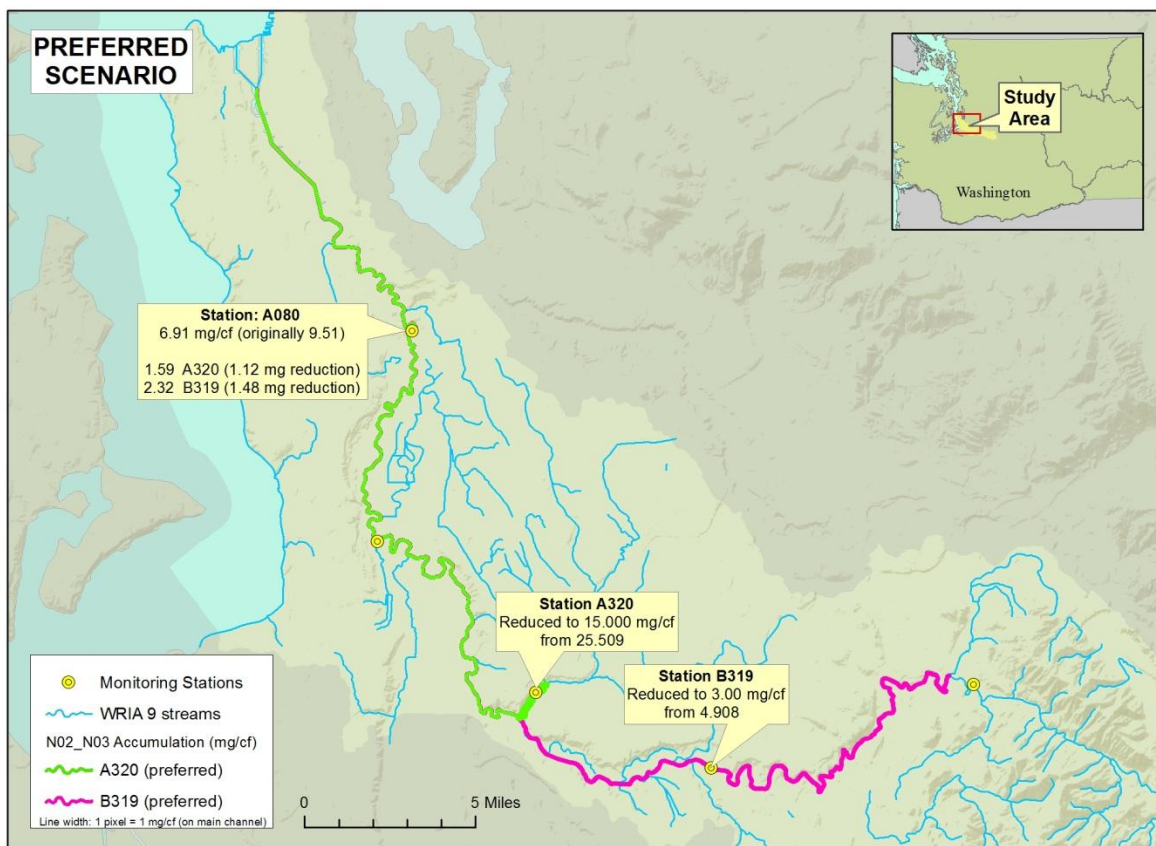 PREFERRED
SCENARIO
Study
Area
Washington
Station: A080
6.91 mg/cf (originally 9.51)
1.59 A320 (1.12 mg reduction)
2.32 B319 (1.48 mg reduction)
Station A320
Reduced to 15.000 mg/cf
from 25.509
Station B319
Reduced to 3.00 mg/cf
from 4.908
Monitoring Stations
WRIA 9 streams
N02_N03 Accumulation (mg/cf)
A320 (preferred)
B319 (preferred)
Line width: 1 pixel = 1 mg/cf (on main channel)
0 5 Miles